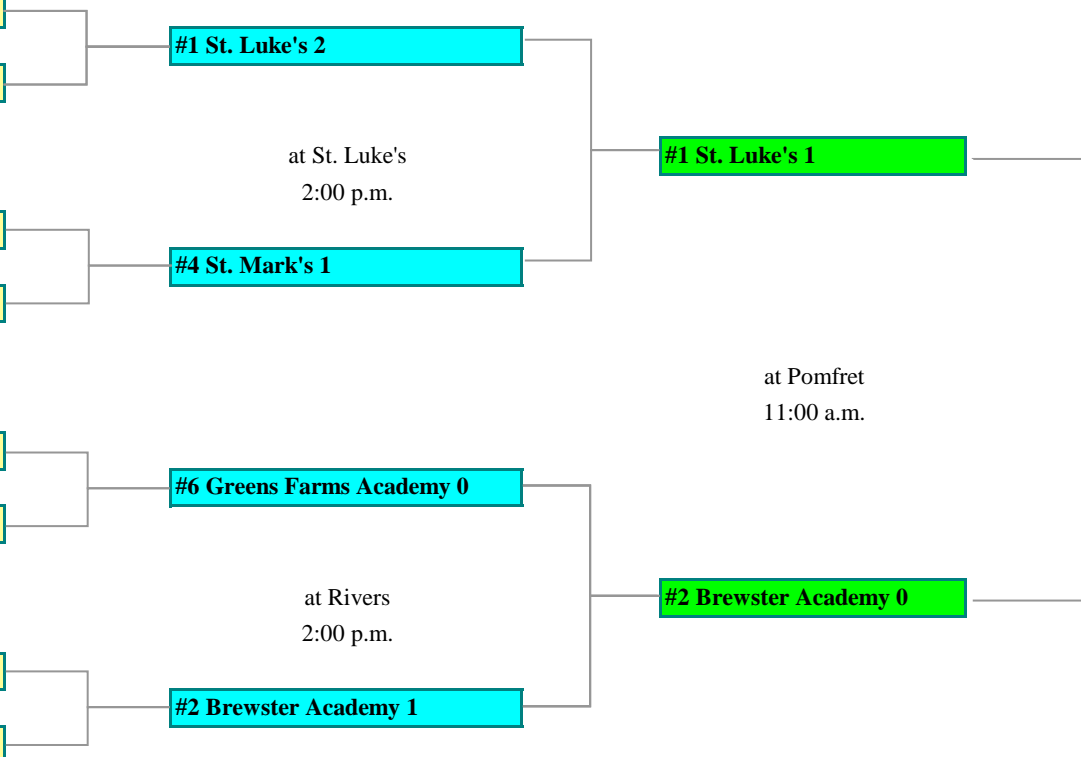 #1 St. Luke's 2
at St. Luke's
2:00 p.m.
#4 St. Mark's 1
#1 St. Luke's 1
at Pomfret
11:00 a.m.
#6 Greens Farms Academy 0
at Rivers
2:00 p.m.
#2 Brewster Academy 1
#2 Brewster Academy 0